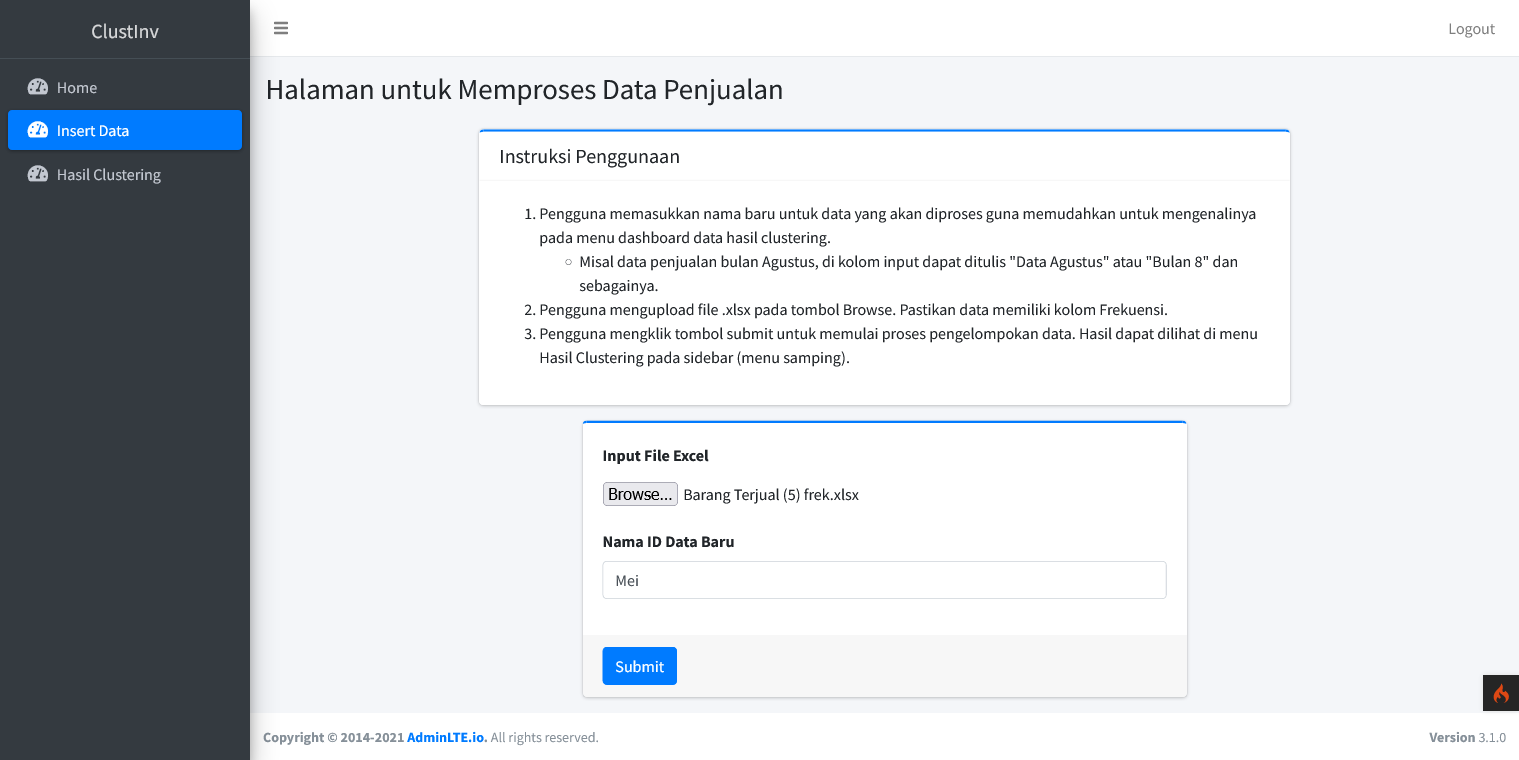 ClustInv
Logout
Home
Insert Data
Hasil Clustering
Halaman untuk Memproses Data Penjualan
Instruksi Penggunaan
1. Pengguna memasukkan nama baru untuk data yang akan diproses guna memudahkan untuk mengenalinya
pada menu dashboard data hasil clustering.
○ Misal data penjualan bulan Agustus, di kolom input dapat ditulis "Data Agustus" atau "Bulan 8" dan
sebagainya.
2. Pengguna mengupload file .xlsx pada tombol Browse. Pastikan data memiliki kolom Frekuensi.
3. Pengguna mengklik tombol submit untuk memulai proses pengelompokan data. Hasil dapat dilihat di menu
Hasil Clustering pada sidebar (menu samping).
Input File Excel
Browse... Barang Terjual (5) frek.xlsx
Nama ID Data Baru
Mei
Submit
Copyright © 2014-2021 AdminLTE.io. All rights reserved.
Version 3.1.0